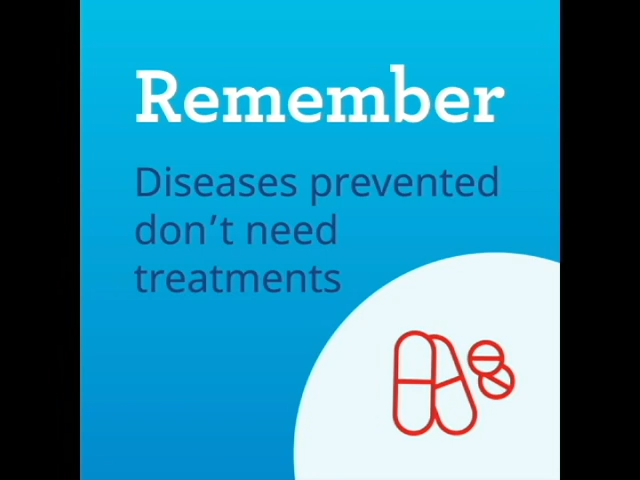 Remember
Diseases prevented
don’t need
treatments